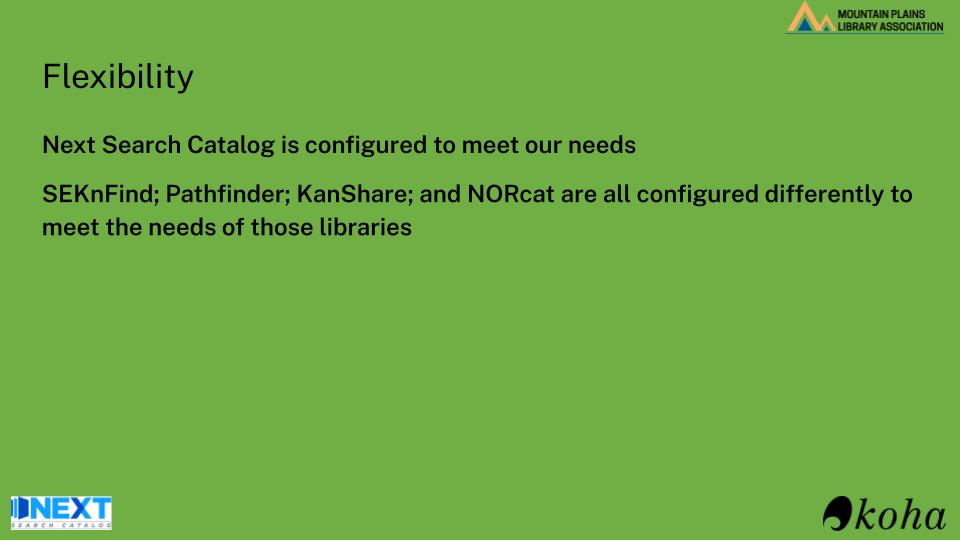 MOUNTAIN PLAINS
LIBRARY ASSOCIATION
Flexibility
Next Search Catalog is configured to meet our needs
SEKnFind; Pathfinder; KanShare; and NORcat are all configured differently to
meet the needs of those libraries
NEXT
SEARCH CATALOG
koha